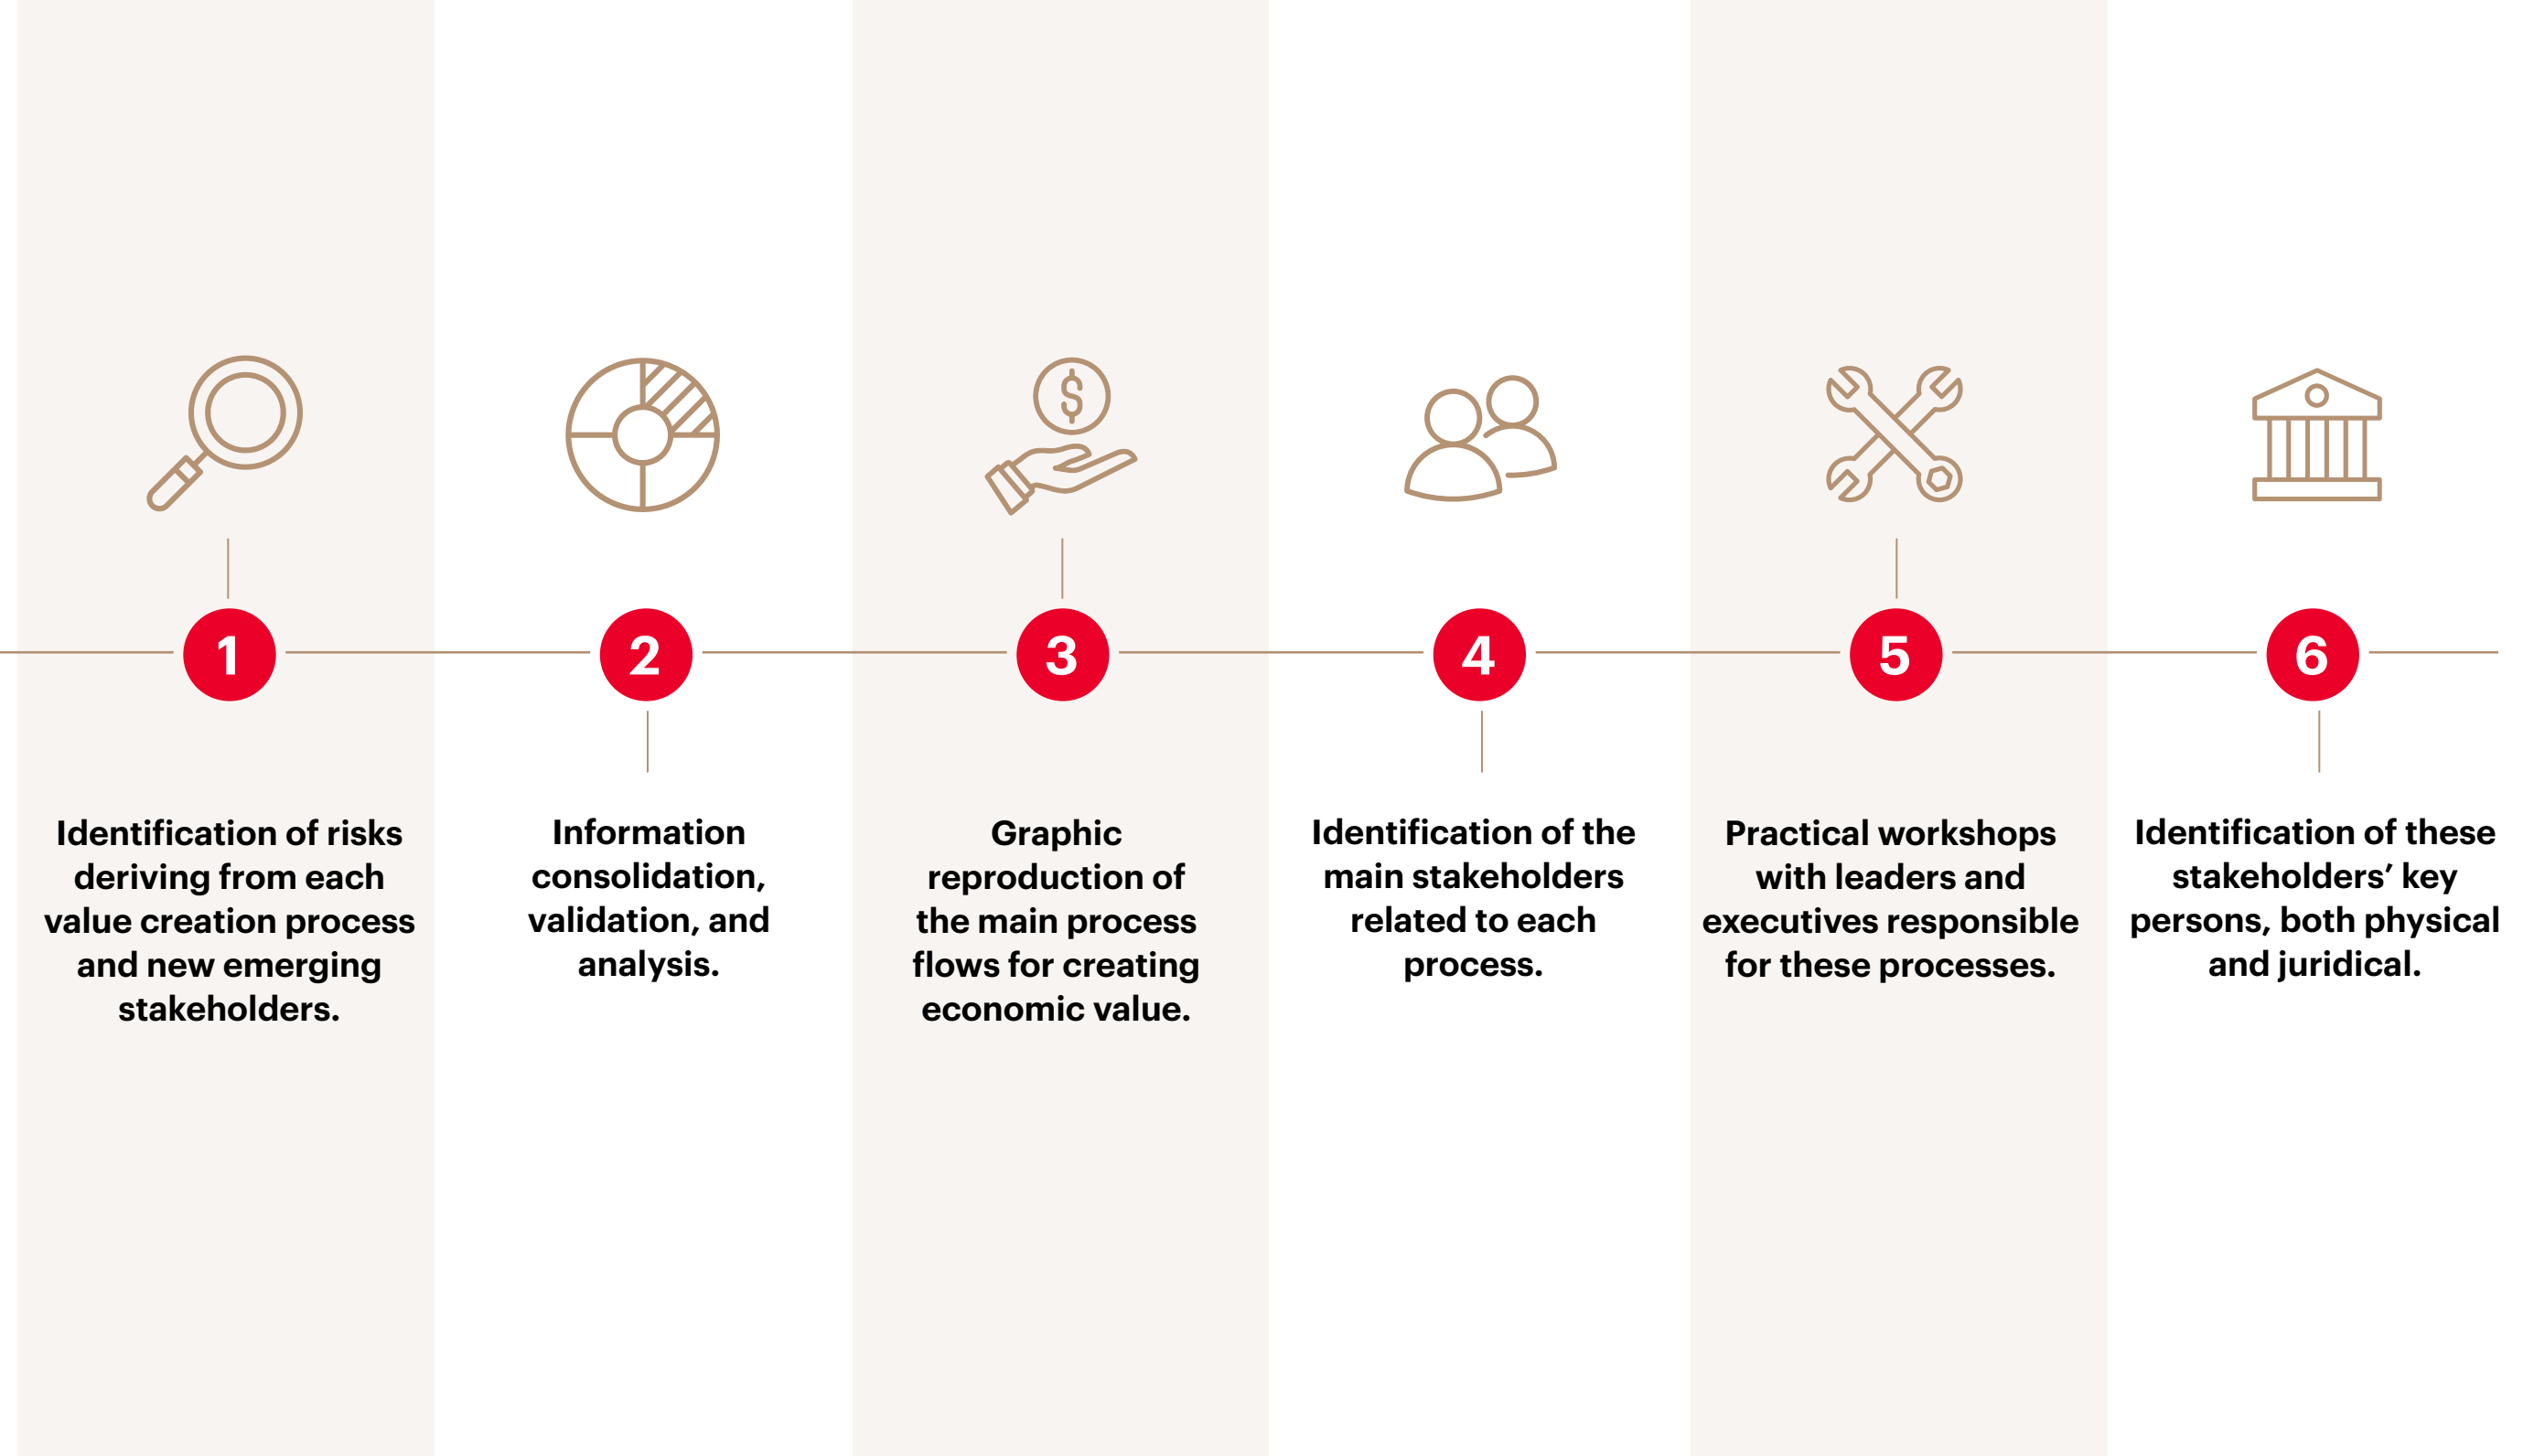 1
Identification of risks
deriving from each
value creation process
and new emerging
stakeholders.
2
Information
consolidation,
validation, and
analysis.
$
3
Graphic
reproduction of
the main process
flows for creating
economic value.
4
Identification of the
main stakeholders
related to each
process.
5
Practical workshops
with leaders and
executives responsible
for these processes.
6
Identification of these
stakeholders’ key
persons, both physical
and juridical.